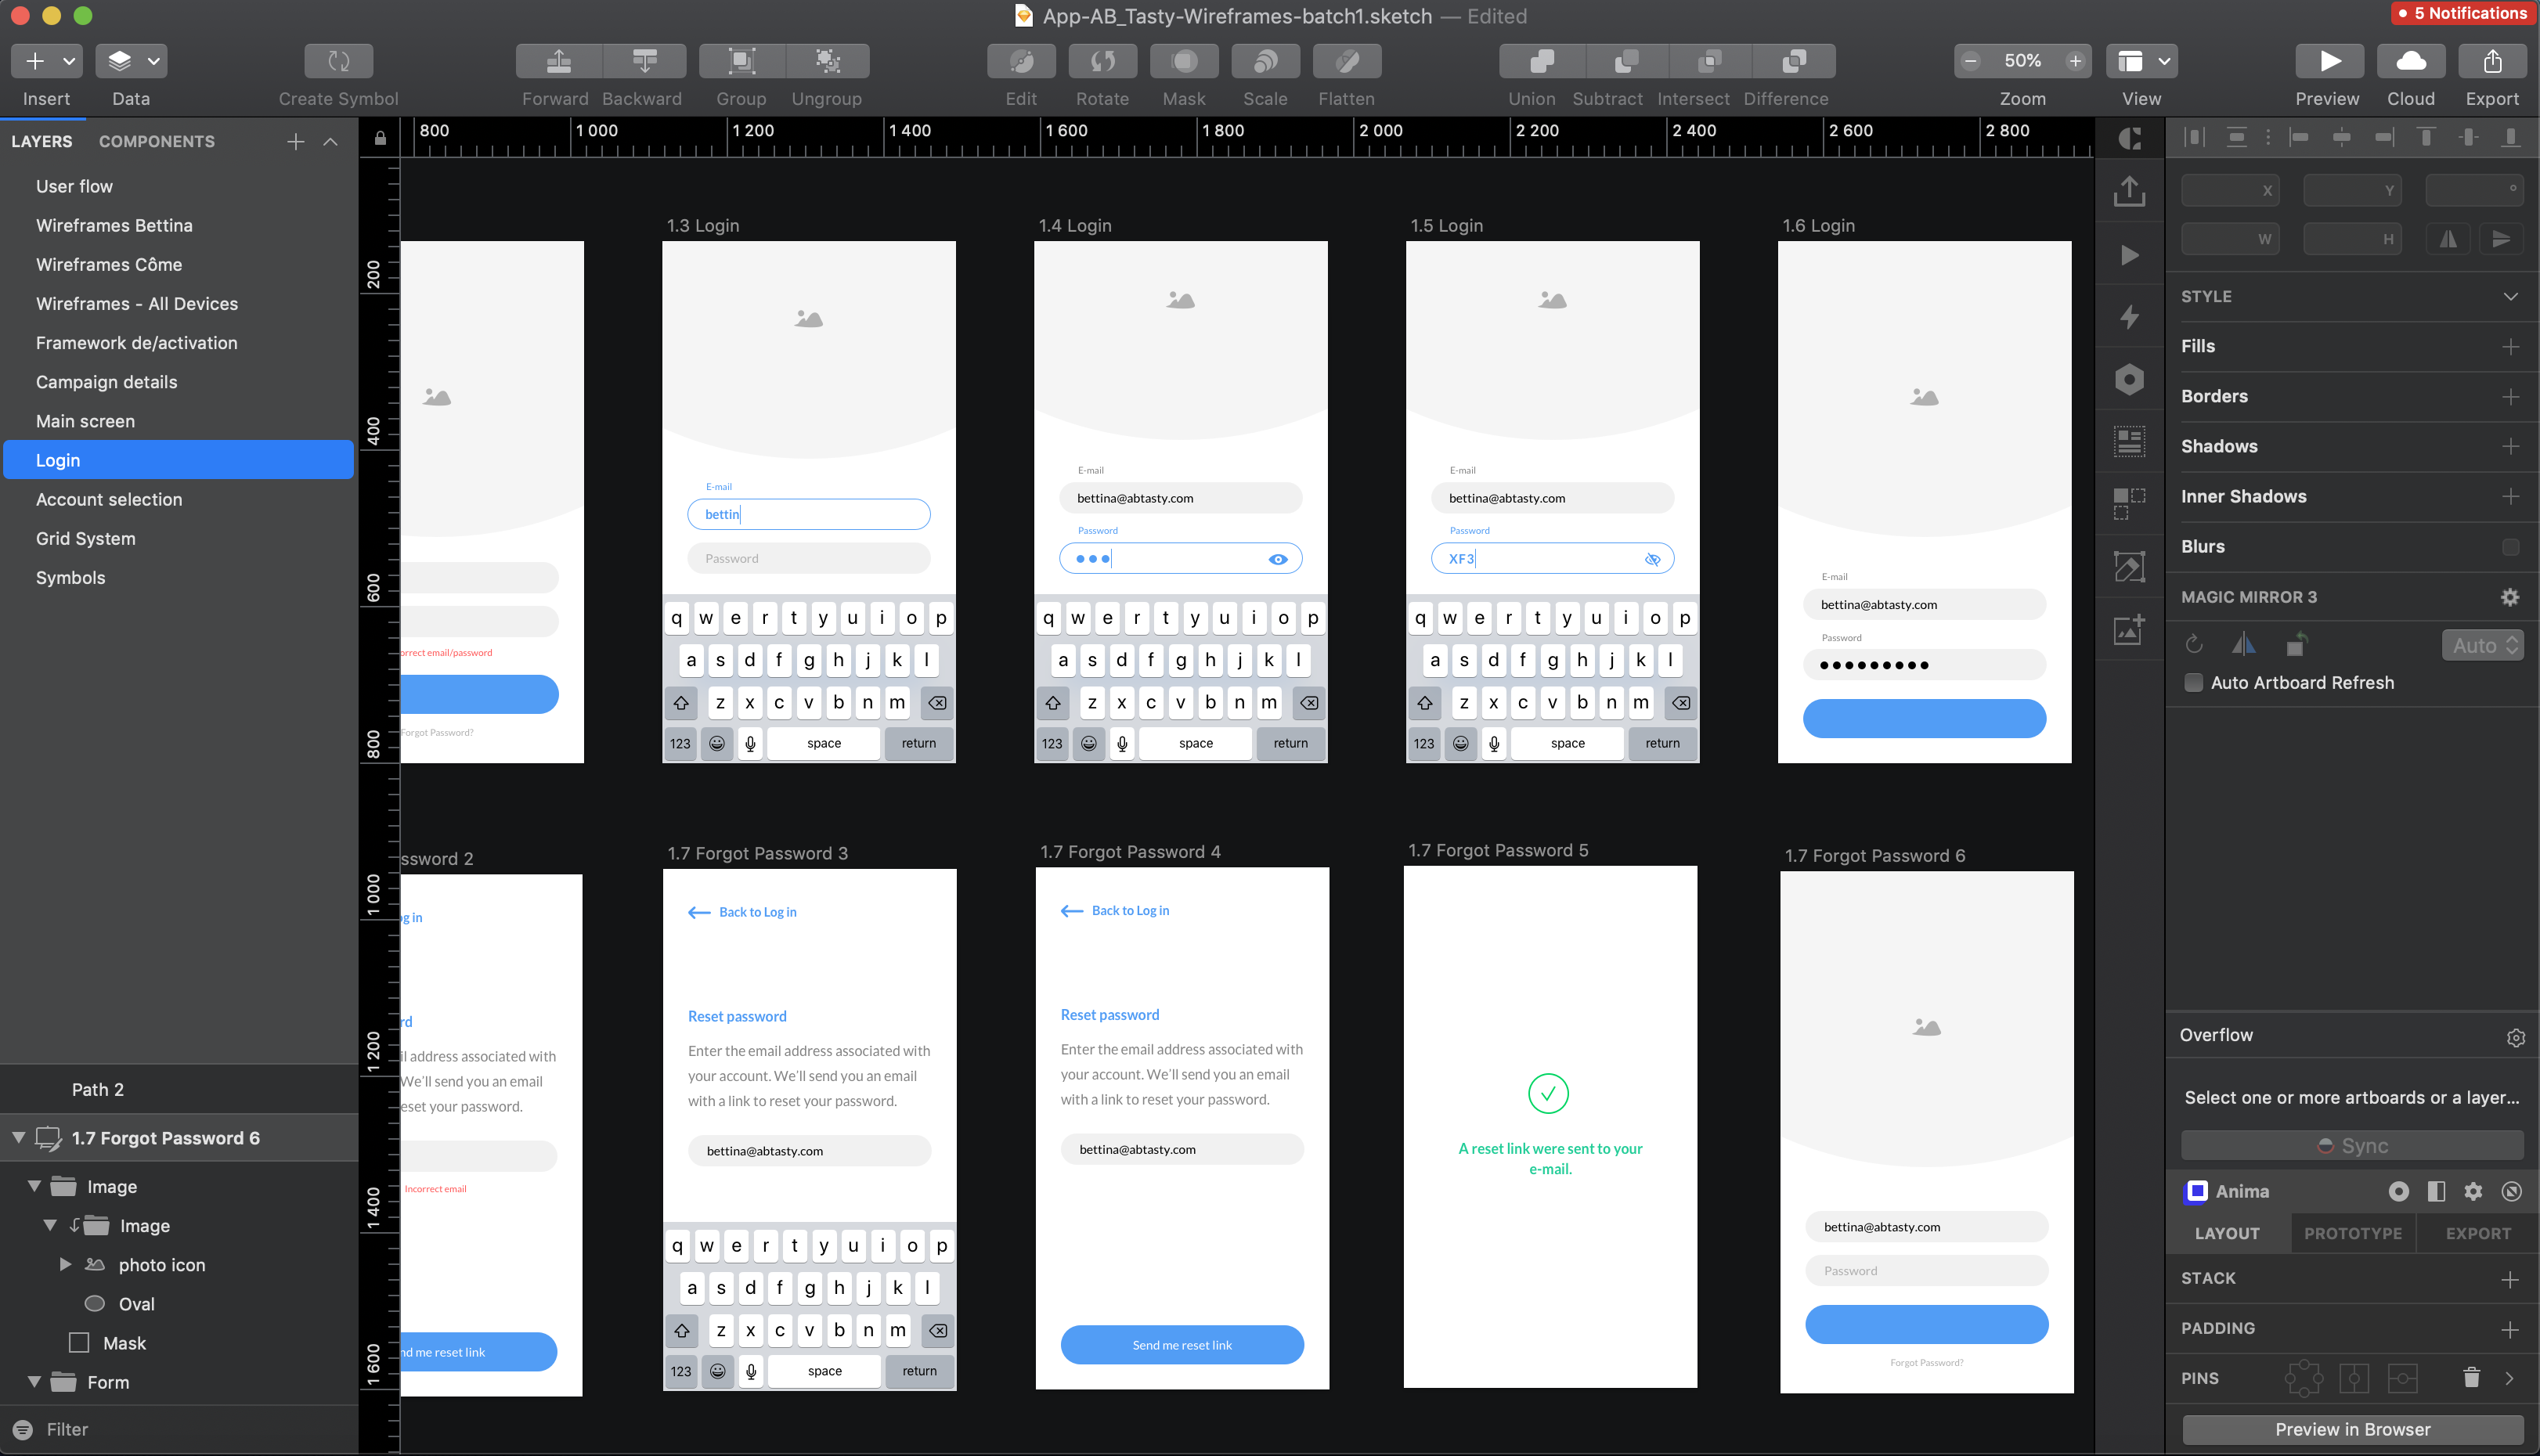 App-AB_Tasty-Wireframes-batch1.sketch — Edited
5 Notifications
Insert
Data
Create Symbol
Forward
Backward
Group
Ungroup
Edit
Rotate
Mask
Scale
Flatten
Union
Subtract
Intersect
Difference
50%
Zoom
View
Preview
Cloud
Export
LAYERS
COMPONENTS
User flow
Wireframes Bettina
Wireframes Côme
Wireframes - All Devices
Framework de/activation
Campaign details
Main screen
Login
Account selection
Grid System
Symbols
Path 2
1.7 Forgot Password 6
Image
Image
photo icon
Oval
Mask
Form
Filter
800
1 000
1 200
1 400
1 600
1 800
2 000
2 200
2 400
2 600
2 800
200
400
600
800
1 000
1 200
1 400
1 600
orrect email/password
Forgot Password?
1.3 Login
E-mail
bettin
Password
q w e r t y u i o p
a s d f g h j k l
z x c v b n m
123 space return
1.4 Login
E-mail
bettina@abtasty.com
Password
q w e r t y u i o p
a s d f g h j k l
z x c v b n m
123 space return
1.5 Login
E-mail
bettina@abtasty.com
Password
XF3
q w e r t y u i o p
a s d f g h j k l
z x c v b n m
123 space return
1.6 Login
E-mail
bettina@abtasty.com
Password
ssword 2
og in
rd
il address associated with
We'll send you an email
eset your password.
Incorrect email
nd me reset link
1.7 Forgot Password 3
Back to Log in
Reset password
Enter the email address associated with
your account. We'll send you an email
with a link to reset your password.
bettina@abtasty.com
q w e r t y u i o p
a s d f g h j k l
z x c v b n m
123 space return
1.7 Forgot Password 4
Back to Log in
Reset password
Enter the email address associated with
your account. We'll send you an email
with a link to reset your password.
bettina@abtasty.com
Send me reset link
1.7 Forgot Password 5
A reset link were sent to your
e-mail.
1.7 Forgot Password 6
bettina@abtasty.com
Password
Forgot Password?
X
Y
°
W
H
STYLE
Fills
Borders
Shadows
Inner Shadows
Blurs
MAGIC MIRROR 3
Auto
Auto Artboard Refresh
Overflow
Select one or more artboards or a layer...
Sync
Anima
LAYOUT
PROTOTYPE
EXPORT
STACK
PADDING
PINS
Preview in Browser